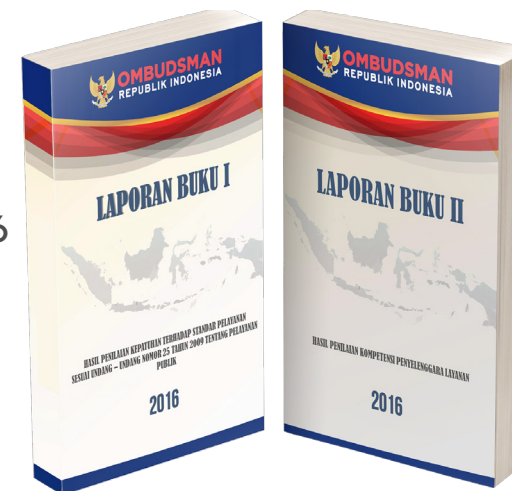 OMBUDSMAN
REPUBLIK INDONESIA
LAPORAN BUKU I
HASIL PENILAIAN KEPATUHAN TERHADAP STANDAR PELAYANAN
SESUAI UNDANG – UNDANG NOMOR 25 TAHUN 2009 TENTANG PELAYANAN
PUBLIK
2016
OMBUDSMAN
REPUBLIK INDONESIA
LAPORAN BUKU II
HASIL PENILAIAN KOMPETENSI PENYELENGGARA LAYANAN
2016
6